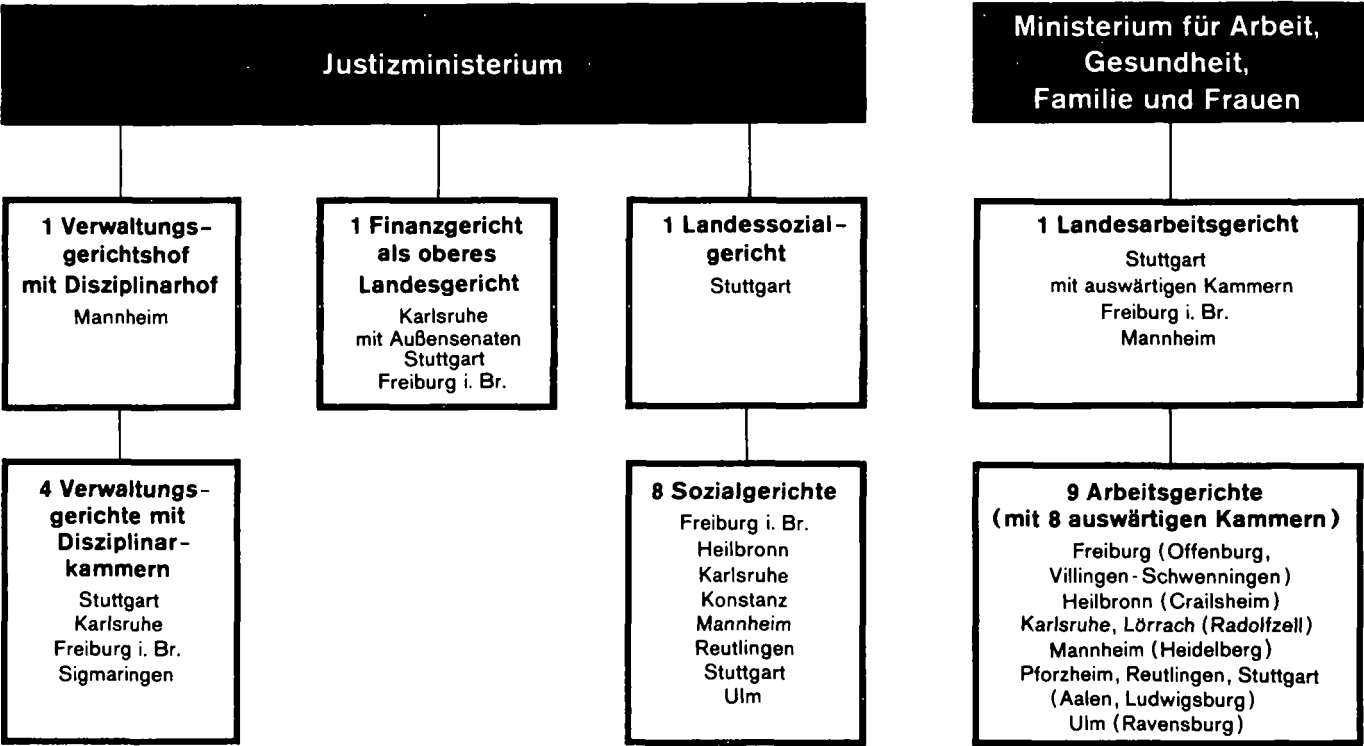 Justizministerium
Ministerium für Arbeit,
Gesundheit,
Familie und Frauen
1 Verwaltungs-
gerichtshof
mit Disziplinarhof
Mannheim
1 Finanzgericht
als oberes
Landesgericht
Karlsruhe
mit Außensenaten
Stuttgart
Freiburg i. Br.
1 Landessozial-
gericht
Stuttgart
1 Landesarbeitsgericht
Stuttgart
mit auswärtigen Kammern
Freiburg i. Br.
Mannheim
4 Verwaltungs-
gerichte mit
Disziplinar-
kammern
Stuttgart
Karlsruhe
Freiburg i. Br.
Sigmaringen
8 Sozialgerichte
Freiburg i. Br.
Heilbronn
Karlsruhe
Konstanz
Mannheim
Reutlingen
Stuttgart
Ulm
9 Arbeitsgerichte
(mit 8 auswärtigen Kammern)
Freiburg (Offenburg,
Villingen-Schwenningen)
Heilbronn (Crailsheim)
Karlsruhe, Lörrach (Radolfzell)
Mannheim (Heidelberg)
Pforzheim, Reutlingen, Stuttgart
(Aalen, Ludwigsburg)
Ulm (Ravensburg)